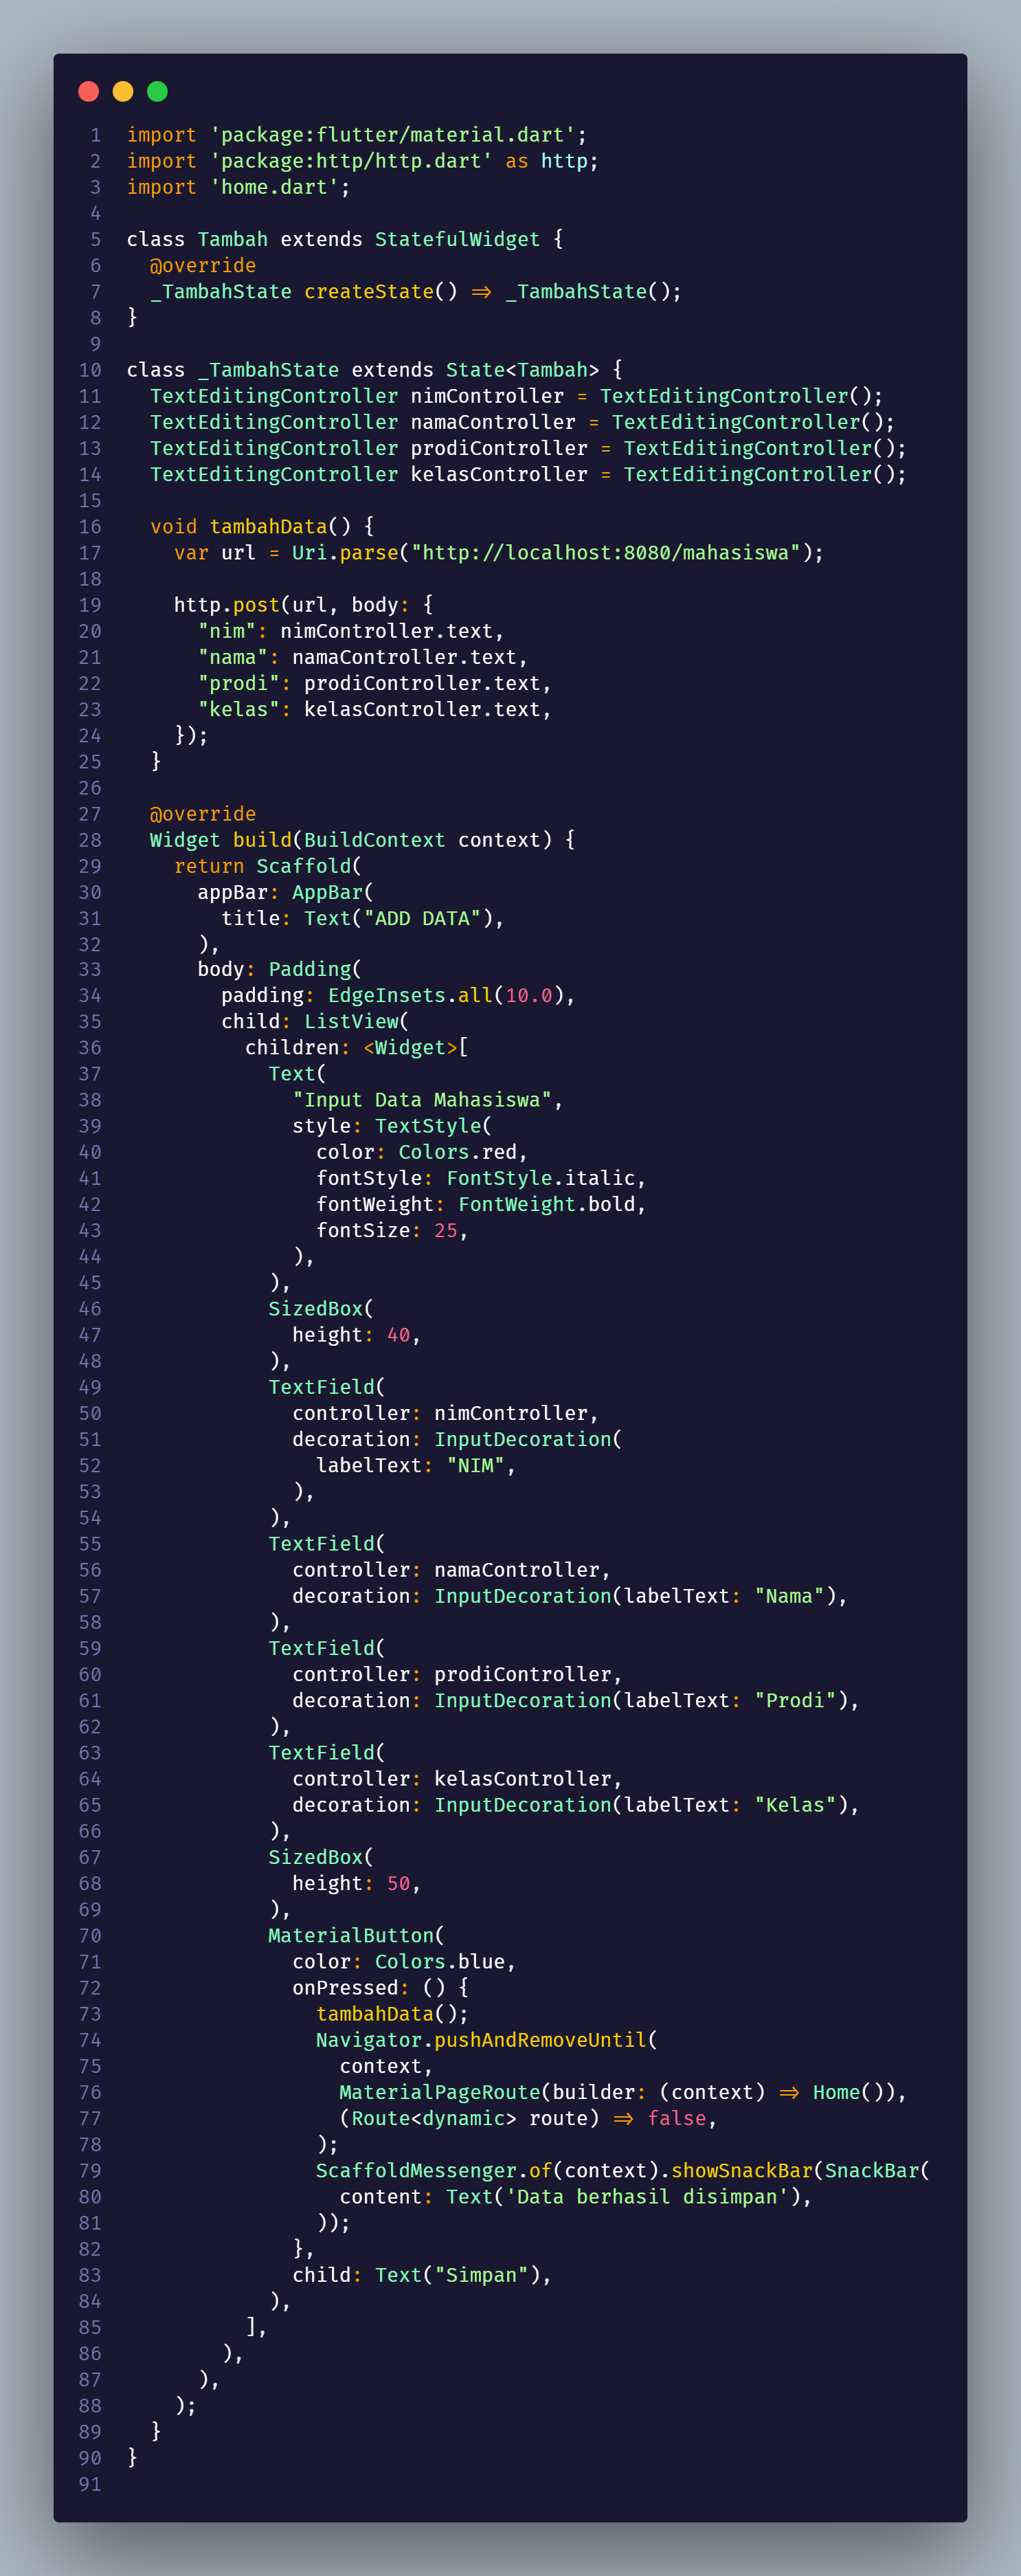 1 import 'package:flutter/material.dart';
2 import 'package:http/http.dart' as http;
3 import 'home.dart';
4
5 class Tambah extends StatefulWidget {
6   @override
7   _TambahState createState() => _TambahState();
8 }
9
10 class _TambahState extends State<Tambah> {
11   TextEditingController nimController = TextEditingController();
12   TextEditingController namaController = TextEditingController();
13   TextEditingController prodiController = TextEditingController();
14   TextEditingController kelasController = TextEditingController();
15
16   void tambahData() {
17     var url = Uri.parse("http://localhost:8080/mahasiswa");
18
19     http.post(url, body: {
20       "nim": nimController.text,
21       "nama": namaController.text,
22       "prodi": prodiController.text,
23       "kelas": kelasController.text,
24     });
25   }
26
27   @override
28   Widget build(BuildContext context) {
29     return Scaffold(
30       appBar: AppBar(
31         title: Text("ADD DATA"),
32       ),
33       body: Padding(
34         padding: EdgeInsets.all(10.0),
35         child: ListView(
36           children: <Widget>[
37             Text(
38               "Input Data Mahasiswa",
39               style: TextStyle(
40                 color: Colors.red,
41                 fontStyle: FontStyle.italic,
42                 fontWeight: FontWeight.bold,
43                 fontSize: 25,
44               ),
45             ),
46             SizedBox(
47               height: 40,
48             ),
49             TextField(
50               controller: nimController,
51               decoration: InputDecoration(
52                 labelText: "NIM",
53               ),
54             ),
55             TextField(
56               controller: namaController,
57               decoration: InputDecoration(labelText: "Nama"),
58             ),
59             TextField(
60               controller: prodiController,
61               decoration: InputDecoration(labelText: "Prodi"),
62             ),
63             TextField(
64               controller: kelasController,
65               decoration: InputDecoration(labelText: "Kelas"),
66             ),
67             SizedBox(
68               height: 50,
69             ),
70             MaterialButton(
71               color: Colors.blue,
72               onPressed: () {
73                 tambahData();
74                 Navigator.pushAndRemoveUntil(
75                   context,
76                   MaterialPageRoute(builder: (context) => Home()),
77                   (Route<dynamic> route) => false,
78                 );
79                 ScaffoldMessenger.of(context).showSnackBar(SnackBar(
80                   content: Text('Data berhasil disimpan'),
81                 ));
82               },
83               child: Text("Simpan"),
84             ),
85           ],
86         ),
87       ),
88     );
89   }
90 }
91